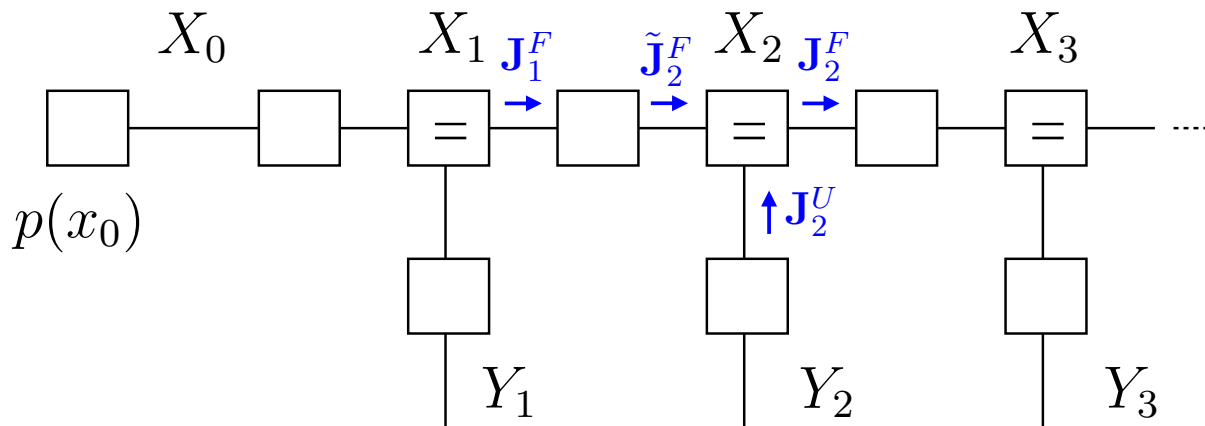 X₀ X₁ X₂ X₃
𝐉₁ᶠ 𝐉̃₂ᶠ 𝐉₂ᶠ
= = =
p(x₀) 𝐉₂ᵁ
Y₁ Y₂ Y₃